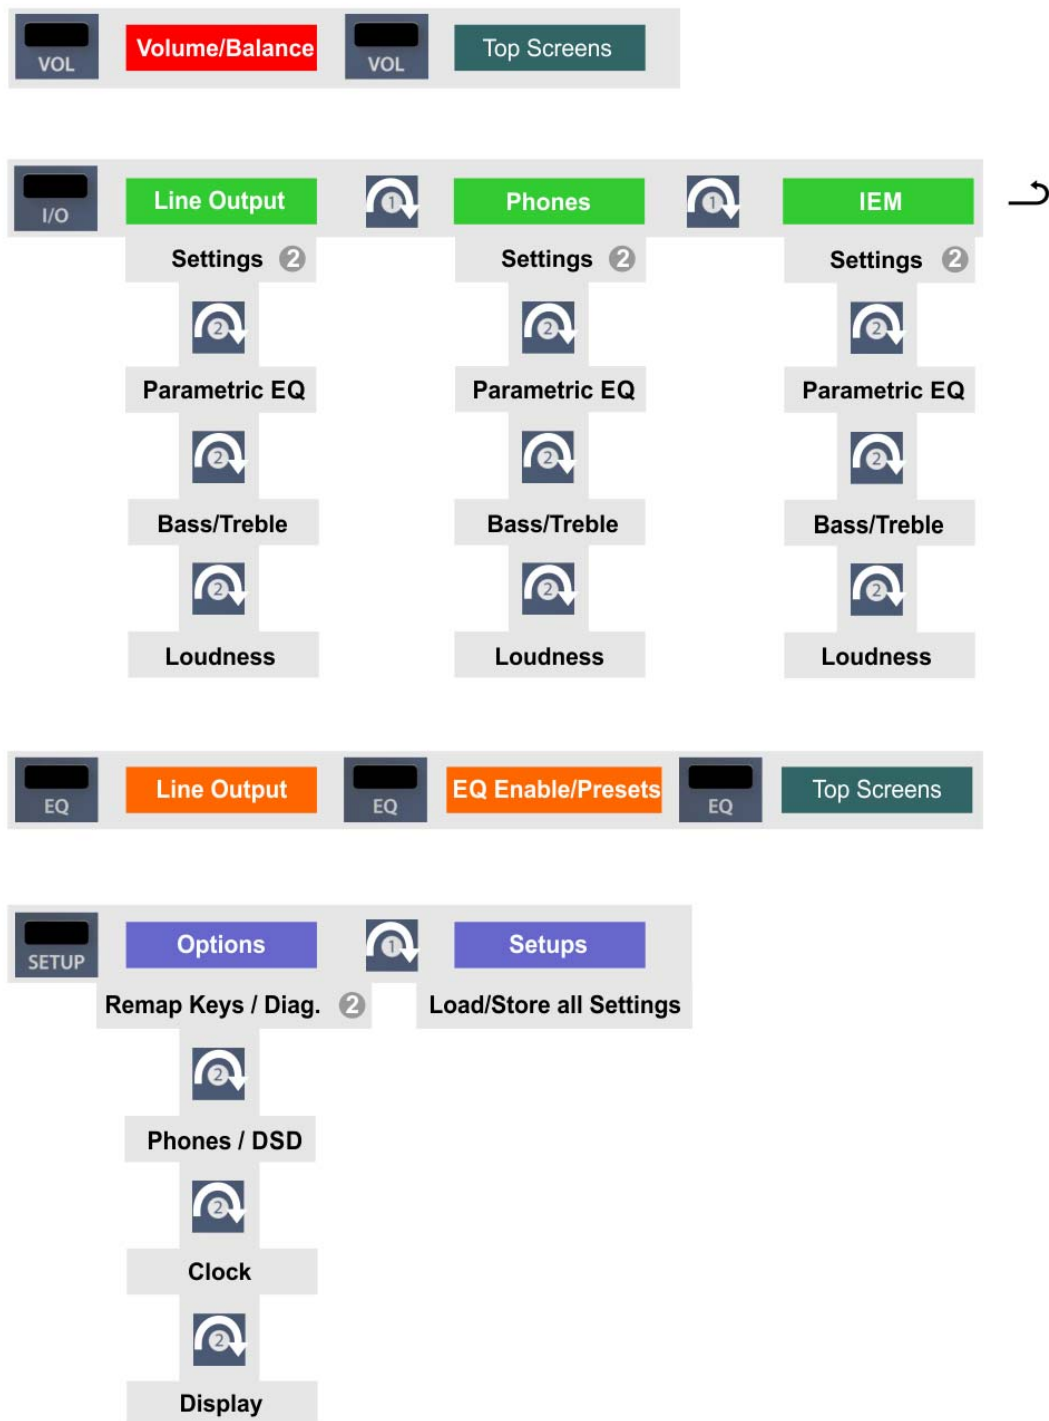 VOL Volume/Balance VOL Top Screens
I/O Line Output 1 Phones 1 IEM
Settings 2 Settings 2 Settings 2
2 2 2
Parametric EQ Parametric EQ Parametric EQ
2 2 2
Bass/Treble Bass/Treble Bass/Treble
2 2 2
Loudness Loudness Loudness
EQ Line Output EQ EQ Enable/Presets EQ Top Screens
SETUP Options 1 Setups
Remap Keys / Diag. 2 Load/Store all Settings
2
Phones / DSD
2
Clock
2
Display